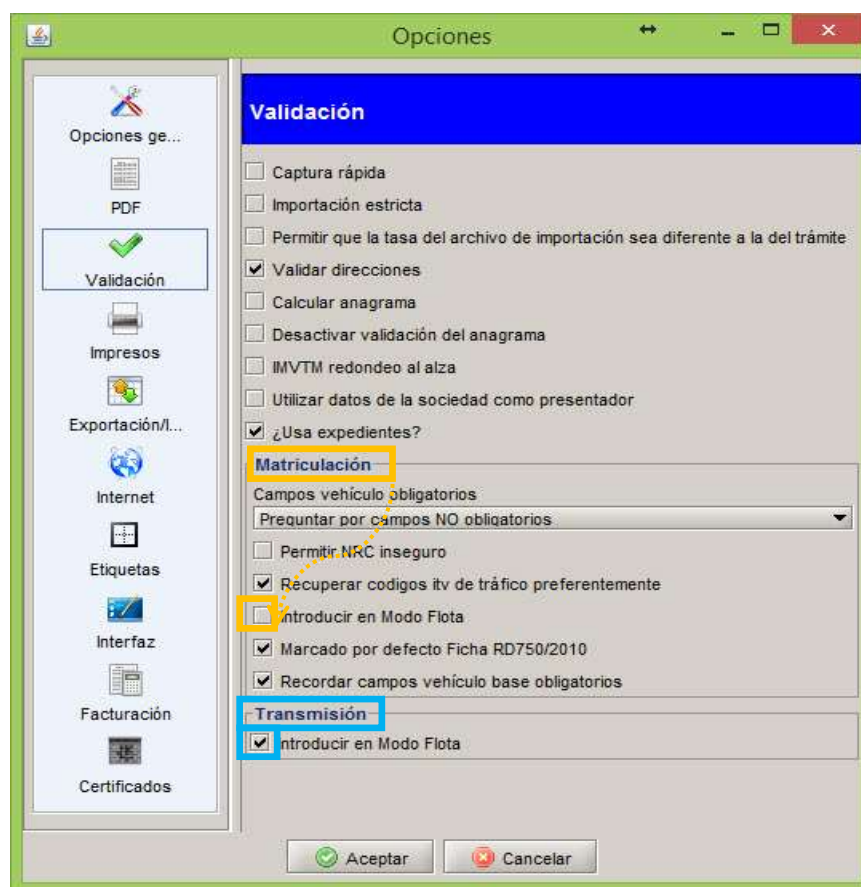 Opciones
Opciones ge...
PDF
Validación
Impresos
Exportación/I...
Internet
Etiquetas
Interfaz
Facturación
Certificados
Validación
Captura rápida
Importación estricta
Permitir que la tasa del archivo de importación sea diferente a la del trámite
Validar direcciones
Calcular anagrama
Desactivar validación del anagrama
IMVTM redondeo al alza
Utilizar datos de la sociedad como presentador
¿Usa expedientes?
Matriculación
Campos vehículo obligatorios
Preguntar por campos NO obligatorios
Permitir NRC inseguro
Recuperar codigos itv de tráfico preferentemente
Introducir en Modo Flota
Marcado por defecto Ficha RD750/2010
Recordar campos vehículo base obligatorios
Transmisión
Introducir en Modo Flota
Aceptar
Cancelar